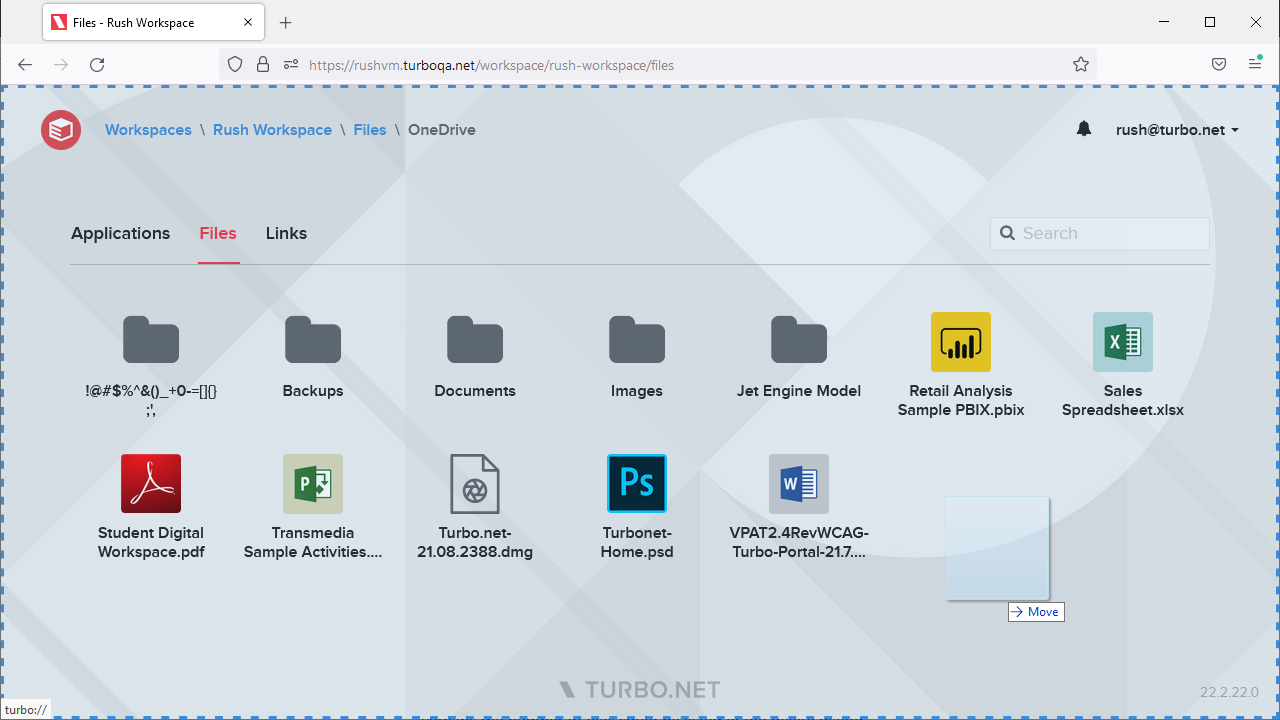 Files - Rush Workspace
https://rushvm.turboqa.net/workspace/rush-workspace/files
Workspaces \ Rush Workspace \ Files \ OneDrive
rush@turbo.net
Applications Files Links
Search
!@#$%^&()_+0-=[]{}
;',
Backups
Documents
Images
Jet Engine Model
Retail Analysis
Sample PBIX.pbix
Sales
Spreadsheet.xlsx
Student Digital
Workspace.pdf
Transmedia
Sample Activities....
Turbo.net-
21.08.2388.dmg
Ps
Turbonet-
Home.psd
VPAT2.4RevWCAG-
Turbo-Portal-21.7....
Move
TURBO.NET
22.2.22.0
turbo://